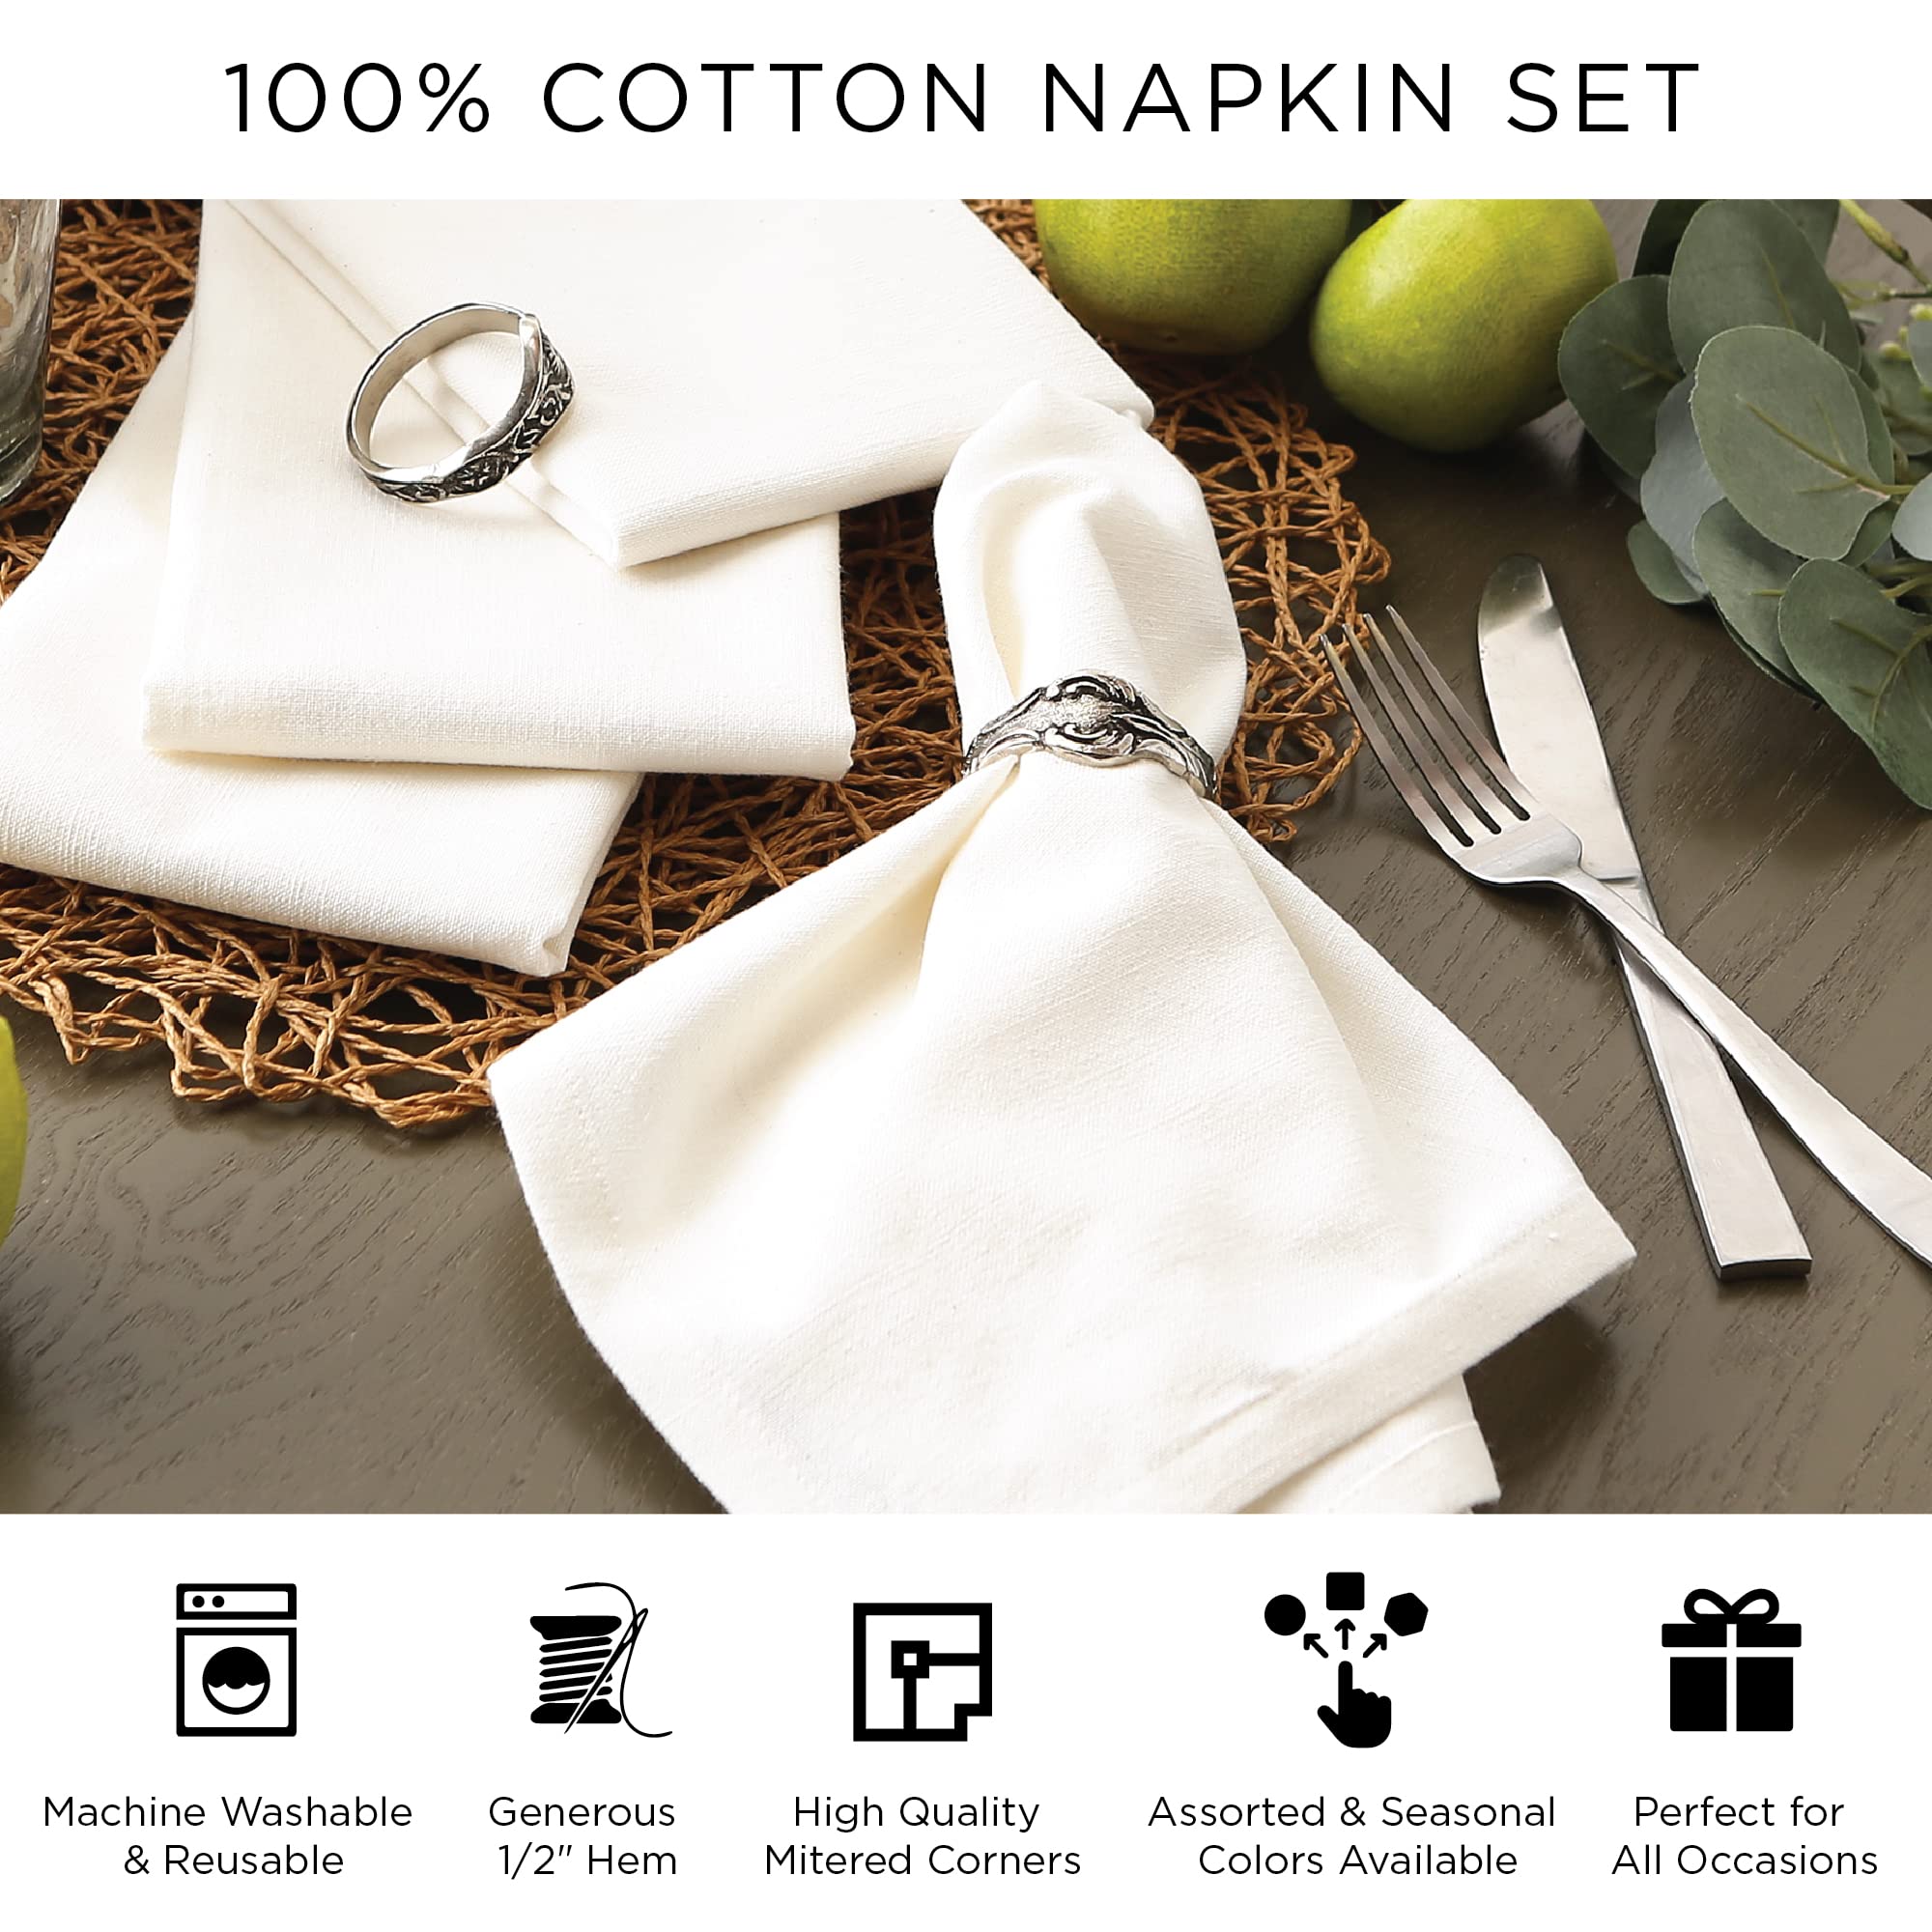 100% COTTON NAPKIN SET
Machine Washable
& Reusable
Generous
1/2" Hem
High Quality
Mitered Corners
Assorted & Seasonal
Colors Available
Perfect for
All Occasions